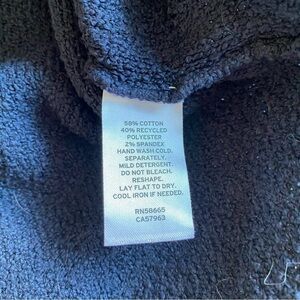 58% COTTON
40% RECYCLED
POLYESTER
2% SPANDEX
HAND WASH COLD.
SEPARATELY.
MILD DETERGENT.
DO NOT BLEACH.
RESHAPE.
LAY FLAT TO DRY.
COOL IRON IF NEEDED.
RN58665
CA57963